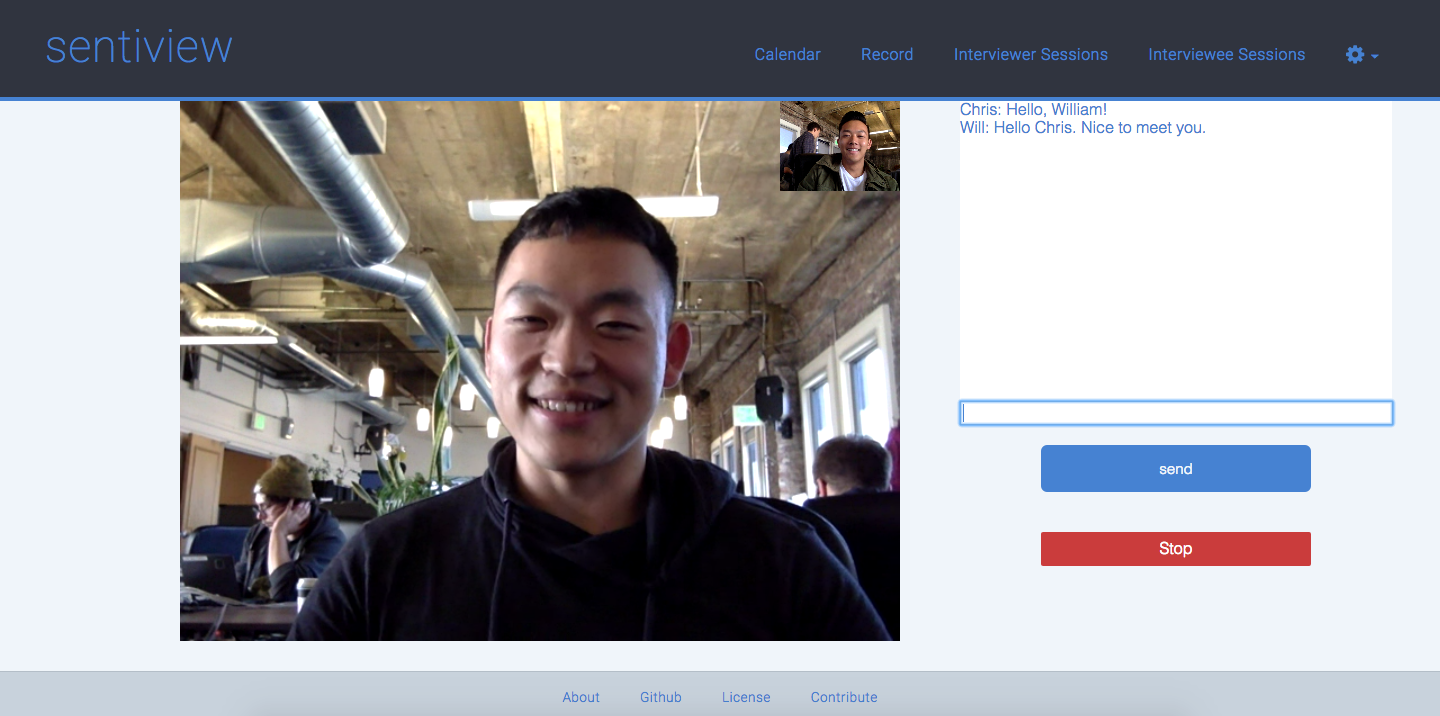 sentiview
Calendar Record Interviewer Sessions Interviewee Sessions
Chris: Hello, William!
Will: Hello Chris. Nice to meet you.
send
Stop
About Github License Contribute